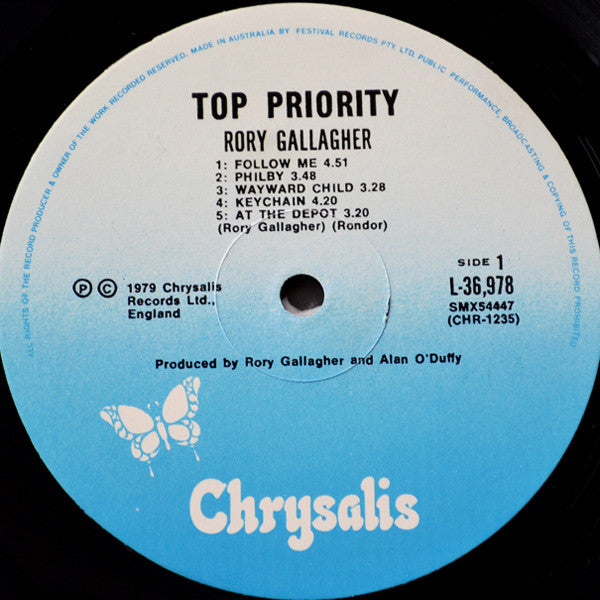 ALL RIGHTS OF THE RECORD PRODUCER & OWNER OF THE WORK RECORDED RESERVED. MADE IN AUSTRALIA BY FESTIVAL RECORDS PTY, LTD, PUBLIC PERFORMANCE, BROADCASTING & COPYING OF THIS RECORD PROHIBITED
TOP PRIORITY
RORY GALLAGHER
1: FOLLOW ME 4.51
2: PHILBY 3.48
3: WAYWARD CHILD 3.28
4: KEYCHAIN 4.20
5: AT THE DEPOT 3.20
(Rory Gallagher) (Rondor)
SIDE 1
L-36,978
SMX54447
(CHR-1235)
Ⓟ © 1979 Chrysalis
Records Ltd.,
England
Produced by Rory Gallagher and Alan O'Duffy
Chrysalis